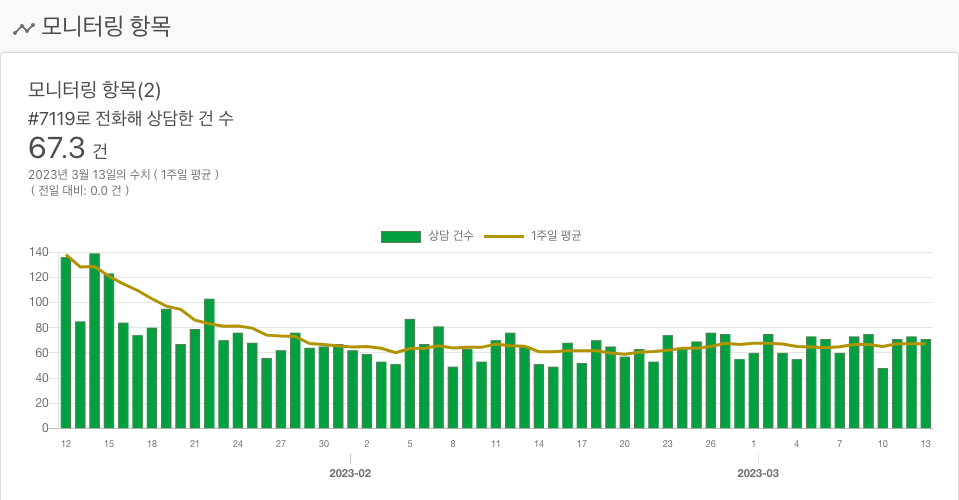 모니터링 항목
모니터링 항목(2)
#7119로 전화해 상담한 건 수
67.3 건
2023년 3월 13일의 수치 ( 1주일 평균 )
( 전일 대비: 0.0 건 )
상담 건수 1주일 평균
140
120
100
80
60
40
20
0
12 15 18 21 24 27 30 2 5 8 11 14 17 20 23 26 1 4 7 10 13
2023-02 2023-03